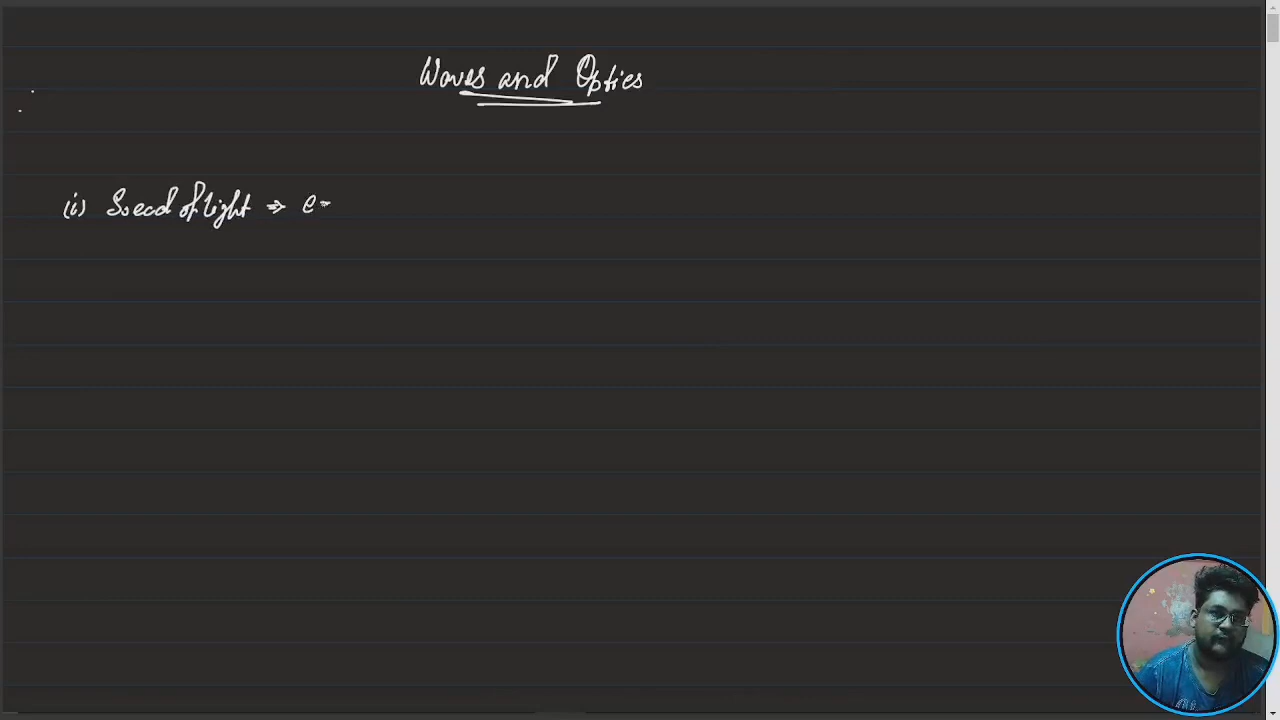 Waves and Optics
(i) Speed of light ⇒ c =